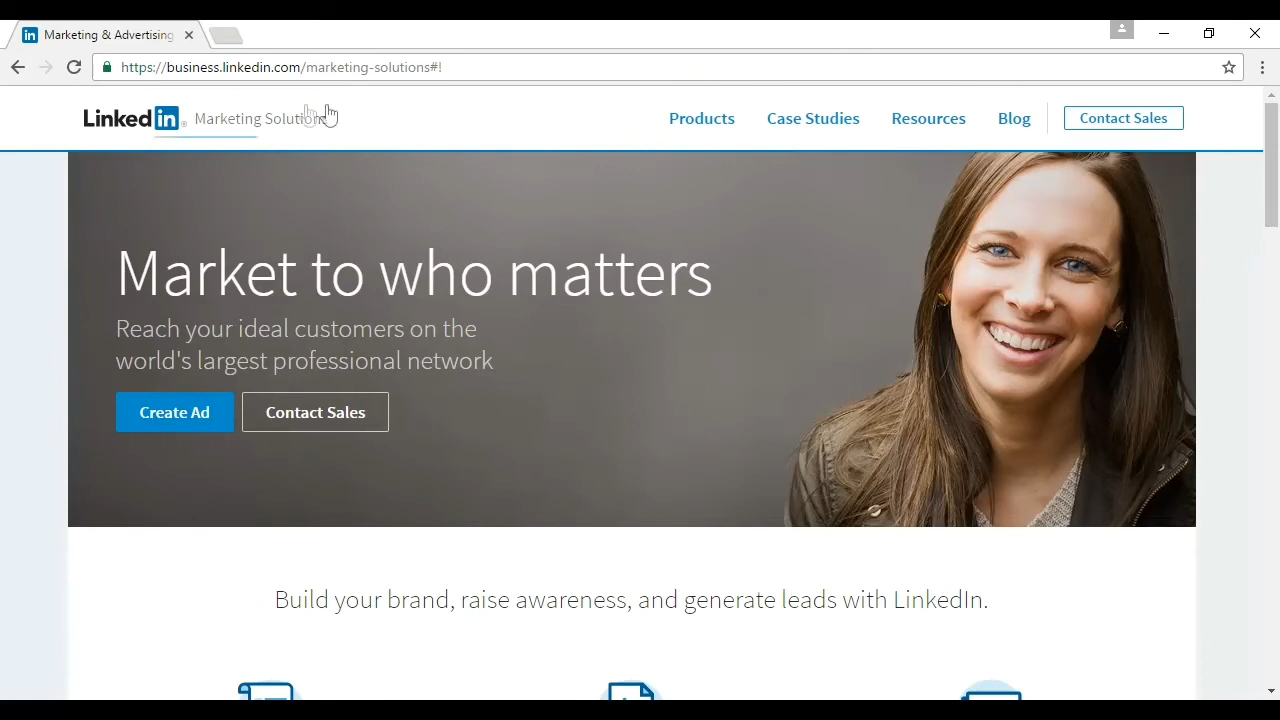 Marketing & Advertising
https://business.linkedin.com/marketing-solutions#!
Linked in Marketing Solutions
Products
Case Studies
Resources
Blog
Contact Sales
Market to who matters
Reach your ideal customers on the
world's largest professional network
Create Ad
Contact Sales
Build your brand, raise awareness, and generate leads with LinkedIn.